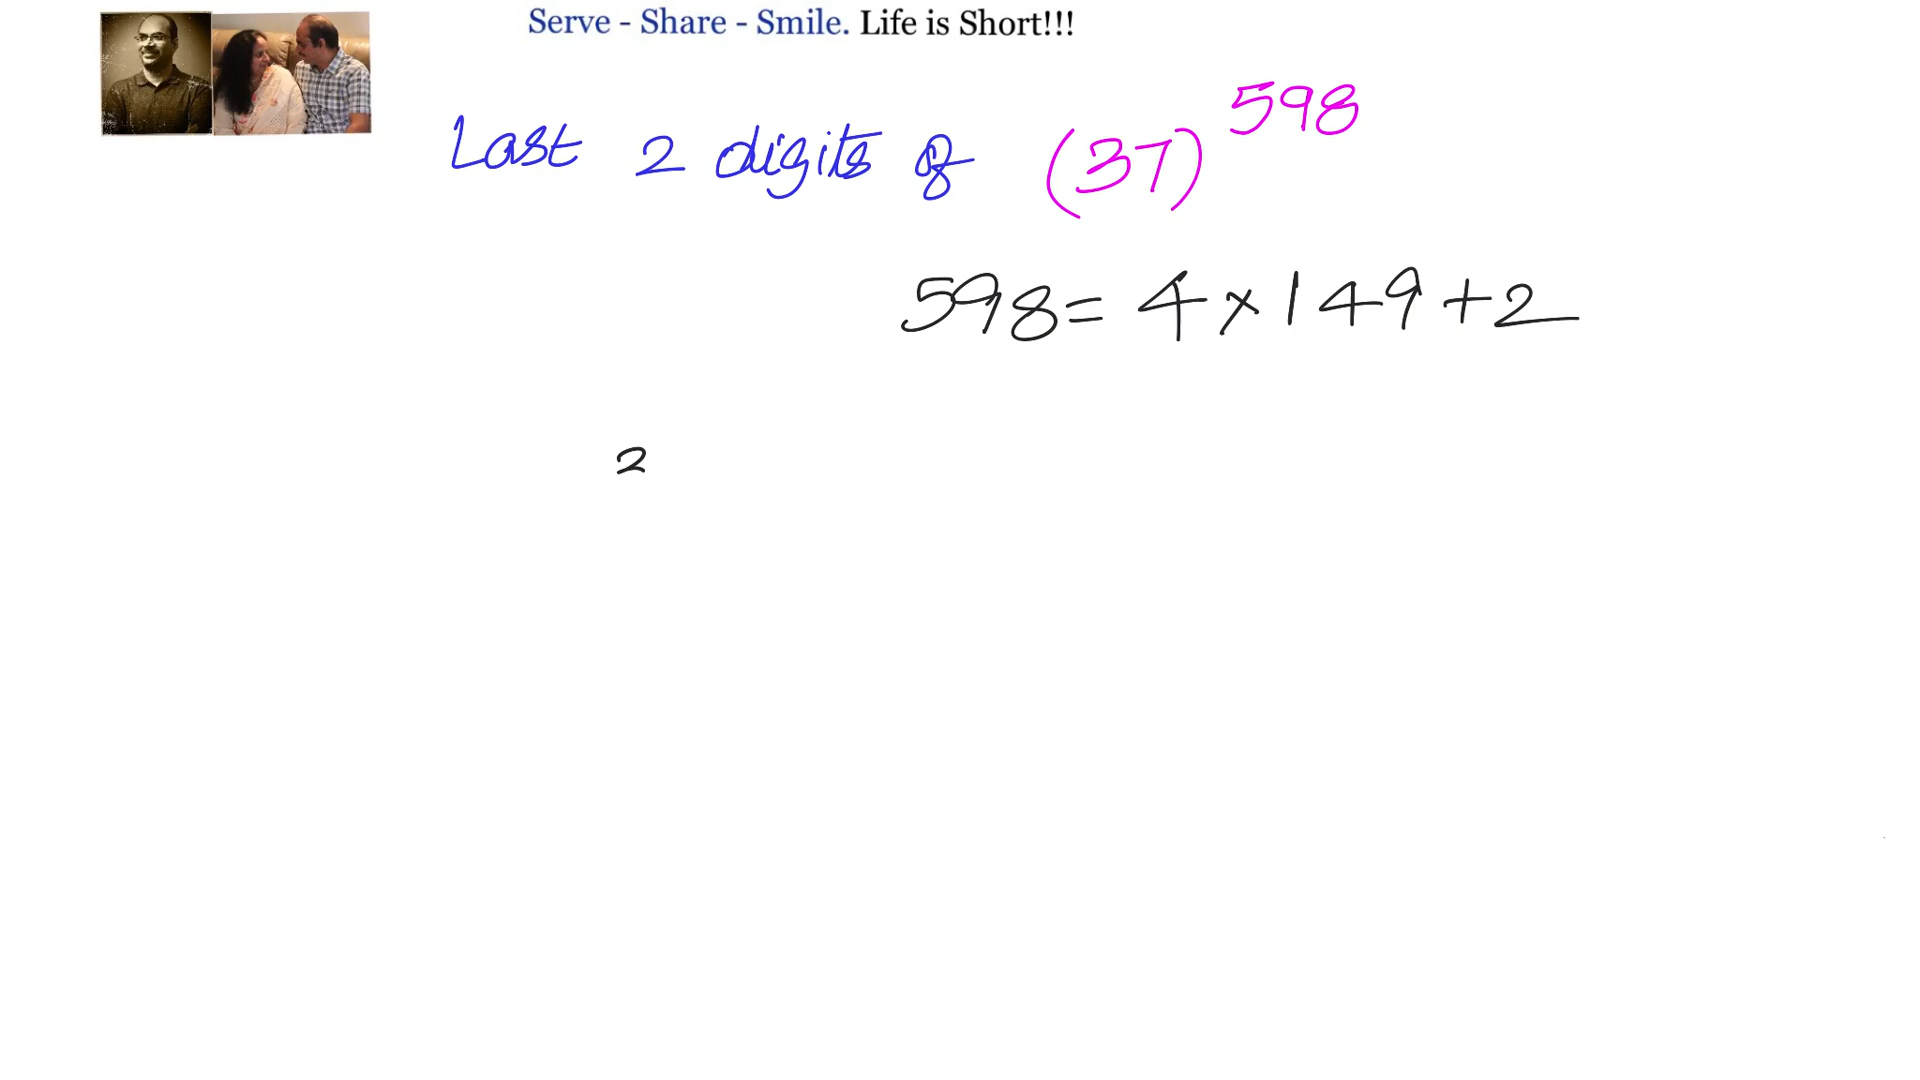 Serve - Share - Smile. Life is Short!!!
Last 2 digits of (37)^598
598 = 4 × 149 + 2
2